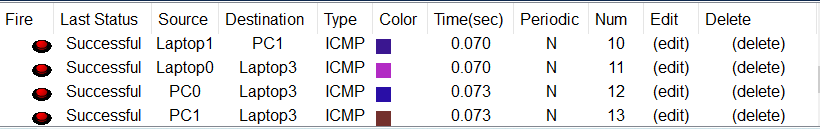 Fire Last Status Source Destination Type Color Time(sec) Periodic Num Edit Delete
Successful Laptop1 PC1 ICMP 0.070 N 10 (edit) (delete)
Successful Laptop0 Laptop3 ICMP 0.070 N 11 (edit) (delete)
Successful PC0 Laptop3 ICMP 0.073 N 12 (edit) (delete)
Successful PC1 Laptop3 ICMP 0.073 N 13 (edit) (delete)